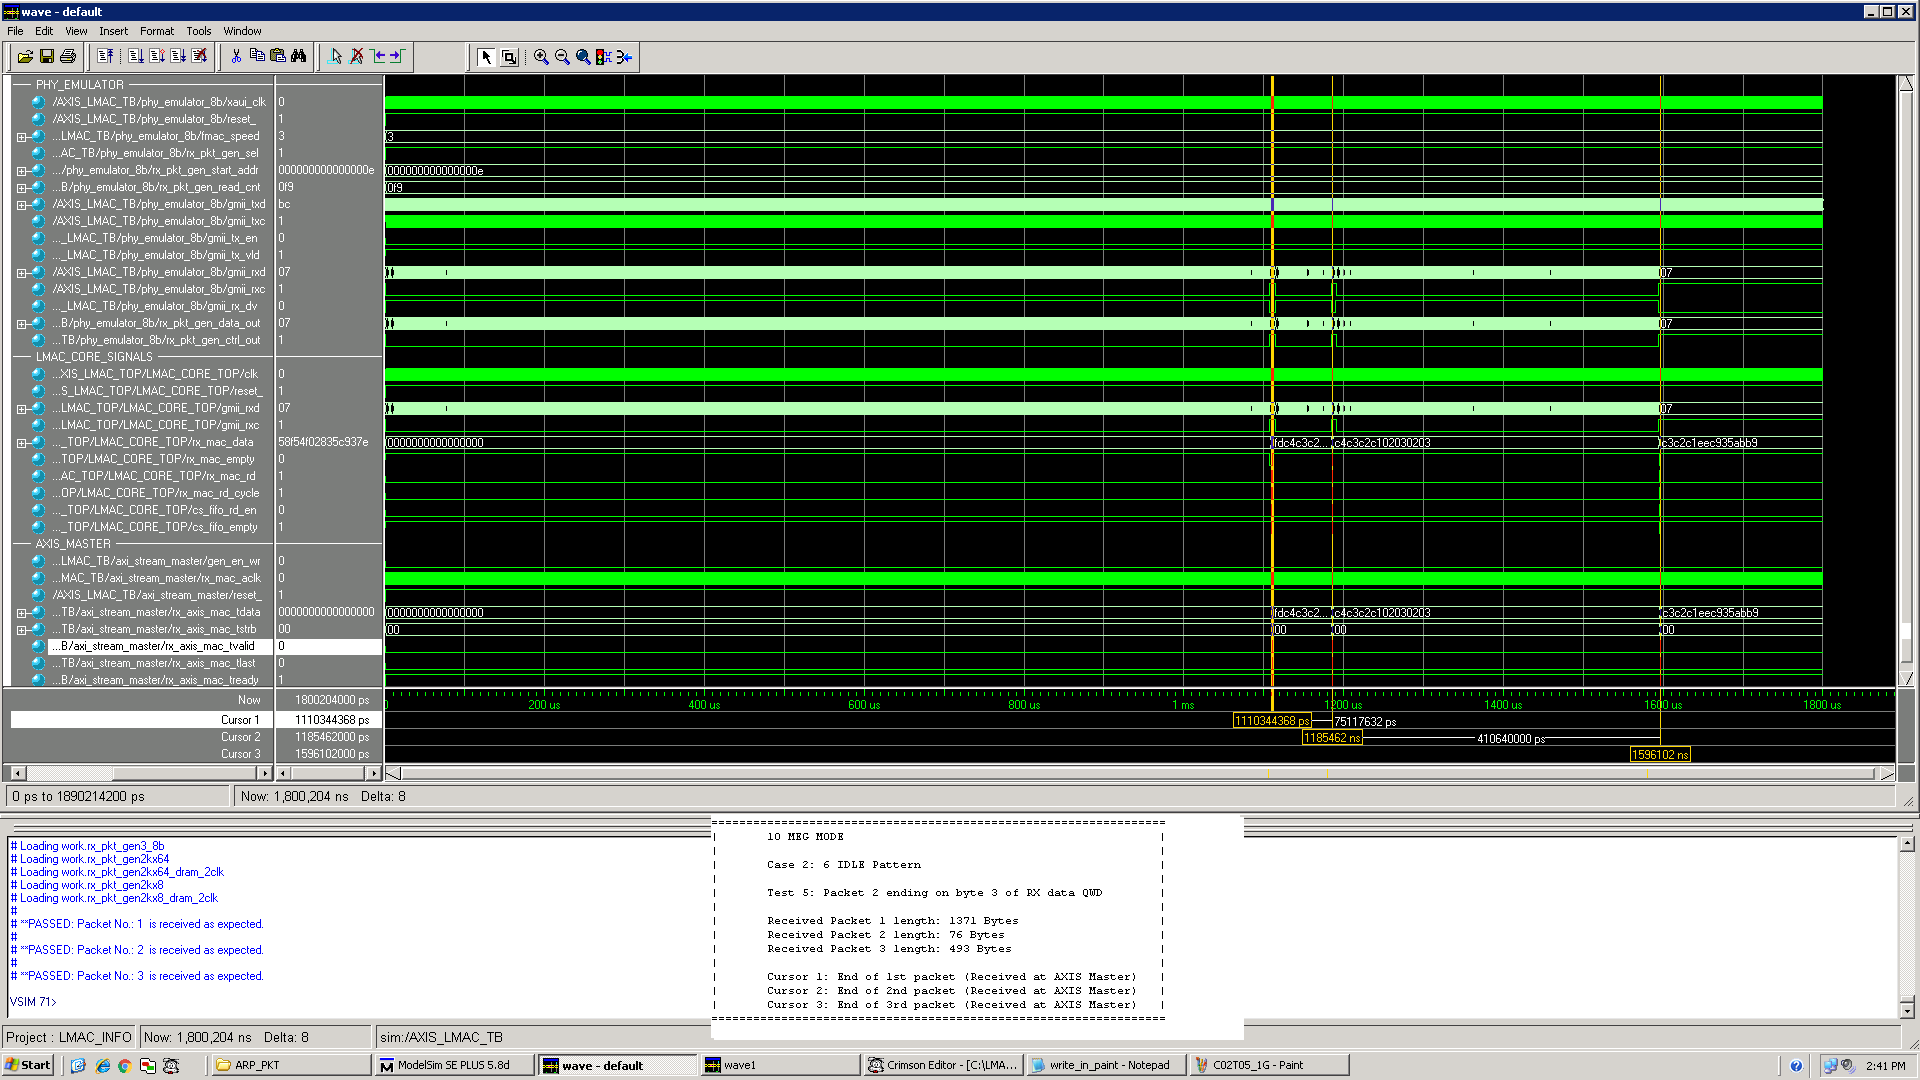 wave - default
File Edit View Insert Format Tools Window
PHY_EMULATOR
/AXIS_LMAC_TB/phy_emulator_8b/xaui_clk 0
/AXIS_LMAC_TB/phy_emulator_8b/reset_ 1
...LMAC_TB/phy_emulator_8b/fmac_speed 3 3
...AC_TB/phy_emulator_8b/rx_pkt_gen_sel 1
.../phy_emulator_8b/rx_pkt_gen_start_addr 000000000000000e 000000000000000e
...B/phy_emulator_8b/rx_pkt_gen_read_cnt 0f9 0f9
/AXIS_LMAC_TB/phy_emulator_8b/gmii_txd bc
/AXIS_LMAC_TB/phy_emulator_8b/gmii_txc 1
..._LMAC_TB/phy_emulator_8b/gmii_tx_en 0
..._LMAC_TB/phy_emulator_8b/gmii_tx_vld 1
/AXIS_LMAC_TB/phy_emulator_8b/gmii_rxd 07 07
/AXIS_LMAC_TB/phy_emulator_8b/gmii_rxc 1
..._LMAC_TB/phy_emulator_8b/gmii_rx_dv 0
...B/phy_emulator_8b/rx_pkt_gen_data_out 07 07
...TB/phy_emulator_8b/rx_pkt_gen_ctrl_out 1
LMAC_CORE_SIGNALS
...XIS_LMAC_TOP/LMAC_CORE_TOP/clk 0
...S_LMAC_TOP/LMAC_CORE_TOP/reset_ 1
...LMAC_TOP/LMAC_CORE_TOP/gmii_rxd 07 07
...LMAC_TOP/LMAC_CORE_TOP/gmii_rxc 1
..._TOP/LMAC_CORE_TOP/rx_mac_data 58f54f02835c937e 0000000000000000 fdc4c3c2... c4c3c2c102030203 c3c2c1eec935abb9
...TOP/LMAC_CORE_TOP/rx_mac_empty 0
...AC_TOP/LMAC_CORE_TOP/rx_mac_rd 1
...OP/LMAC_CORE_TOP/rx_mac_rd_cycle 1
..._TOP/LMAC_CORE_TOP/cs_fifo_rd_en 0
..._TOP/LMAC_CORE_TOP/cs_fifo_empty 1
AXIS_MASTER
...LMAC_TB/axi_stream_master/gen_en_wr 0
...MAC_TB/axi_stream_master/rx_mac_aclk 0
/AXIS_LMAC_TB/axi_stream_master/reset_ 1
...TB/axi_stream_master/rx_axis_mac_tdata 0000000000000000 0000000000000000 fdc4c3c2... c4c3c2c102030203 c3c2c1eec935abb9
...TB/axi_stream_master/rx_axis_mac_tstrb 00 00 00 00 00
...B/axi_stream_master/rx_axis_mac_tvalid 0
...TB/axi_stream_master/rx_axis_mac_tlast 0
...B/axi_stream_master/rx_axis_mac_tready 1
Now 1800204000 ps 0 200 us 400 us 600 us 800 us 1 ms 1200 us 1400 us 1600 us 1800 us
Cursor 1 1110344368 ps 1110344368 ps 75117632 ps
Cursor 2 1185462000 ps 1185462 ns 410640000 ps
Cursor 3 1596102000 ps 1596102 ns
0 ps to 1890214200 ps Now: 1,800,204 ns Delta: 8
# Loading work.rx_pkt_gen3_8b
# Loading work.rx_pkt_gen2kx64
# Loading work.rx_pkt_gen2kx64_dram_2clk
# Loading work.rx_pkt_gen2kx8
# Loading work.rx_pkt_gen2kx8_dram_2clk
#
# **PASSED: Packet No.: 1 is received as expected.
#
# **PASSED: Packet No.: 2 is received as expected.
#
# **PASSED: Packet No.: 3 is received as expected.
VSIM 71>
10 MEG MODE
Case 2: 6 IDLE Pattern
Test 5: Packet 2 ending on byte 3 of RX data QWD
Received Packet 1 length: 1371 Bytes
Received Packet 2 length: 76 Bytes
Received Packet 3 length: 493 Bytes
Cursor 1: End of 1st packet (Received at AXIS Master)
Cursor 2: End of 2nd packet (Received at AXIS Master)
Cursor 3: End of 3rd packet (Received at AXIS Master)
Project : LMAC_INFO Now: 1,800,204 ns Delta: 8 sim:/AXIS_LMAC_TB
Start ARP_PKT ModelSim SE PLUS 5.8d wave - default wave1 Crimson Editor - [C:\LMA... write_in_paint - Notepad C02T05_1G - Paint 2:41 PM